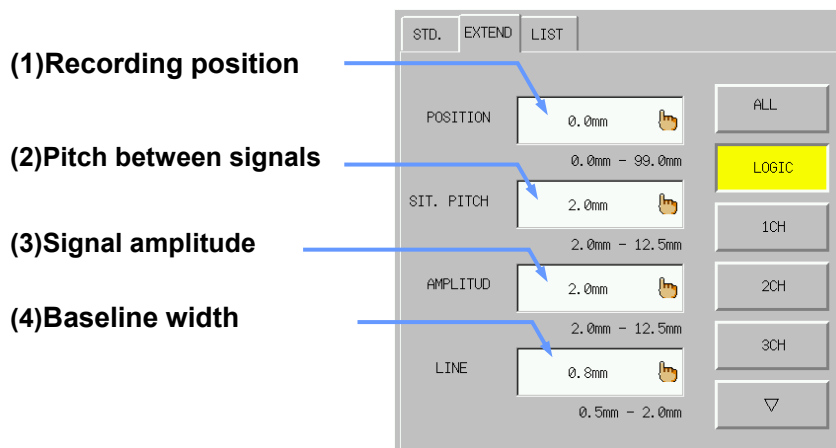 STD. EXTEND LIST
(1)Recording position
POSITION 0.0mm ALL
0.0mm - 99.0mm
(2)Pitch between signals
LOGIC
SIT. PITCH 2.0mm
1CH
2.0mm - 12.5mm
(3)Signal amplitude
AMPLITUD 2.0mm 2CH
2.0mm - 12.5mm
(4)Baseline width
3CH
LINE 0.8mm
0.5mm - 2.0mm